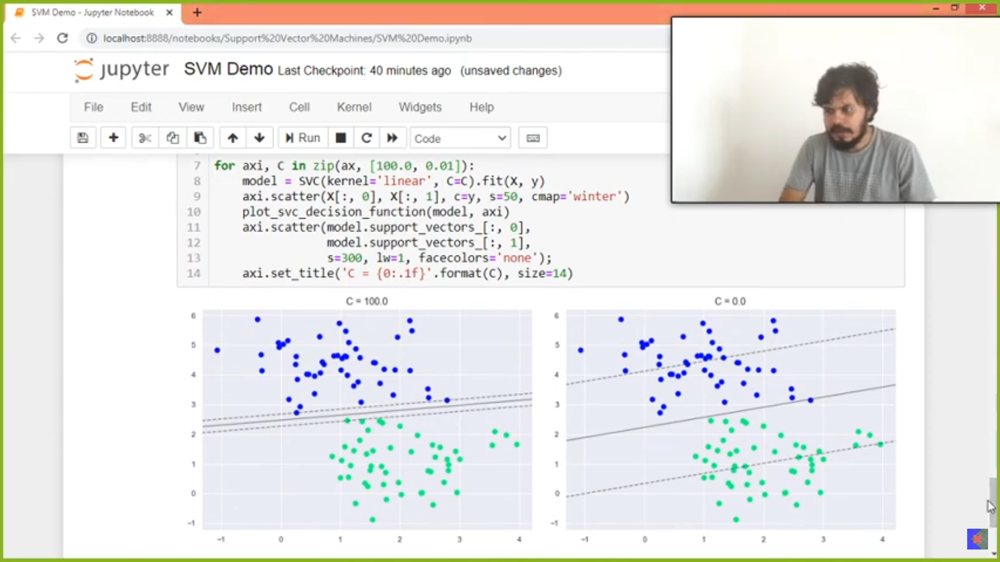 SVM Demo - Jupyter Notebook
localhost:8888/notebooks/Support%20Vector%20Machines/SVM%20Demo.ipynb
jupyter SVM Demo Last Checkpoint: 40 minutes ago (unsaved changes)
File Edit View Insert Cell Kernel Widgets Help
Run Code
7 for axi, C in zip(ax, [100.0, 0.01]):
8 model = SVC(kernel='linear', C=C).fit(X, y)
9 axi.scatter(X[:, 0], X[:, 1], c=y, s=50, cmap='winter')
10 plot_svc_decision_function(model, axi)
11 axi.scatter(model.support_vectors_[:, 0],
12 model.support_vectors_[:, 1],
13 s=300, lw=1, facecolors='none');
14 axi.set_title('C = {0:.1f}'.format(C), size=14)
C = 100.0
6
5
4
3
2
1
0
-1
-1 0 1 2 3 4
C = 0.0
6
5
4
3
2
1
0
-1
-1 0 1 2 3 4